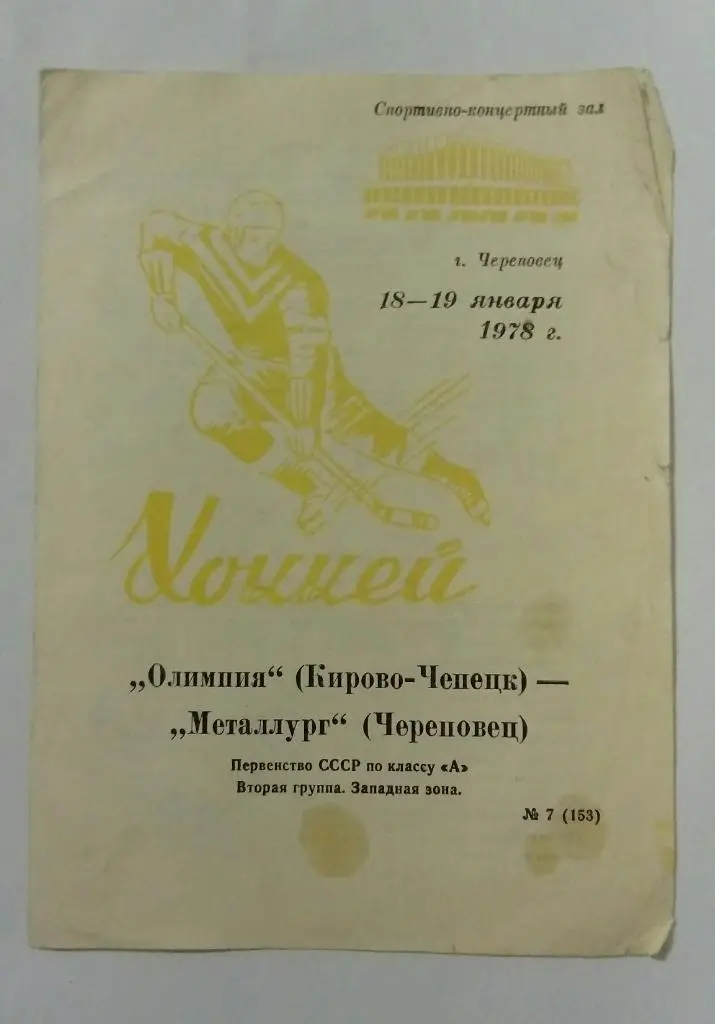 Спортивно-концертный зал
г. Череповец
18—19 января
1978 г.
Хоккей
„Олимпия“ (Кирово-Чепецк) —
„Металлург“ (Череповец)
Первенство СССР по классу «А»
Вторая группа. Западная зона.
№ 7 (153)